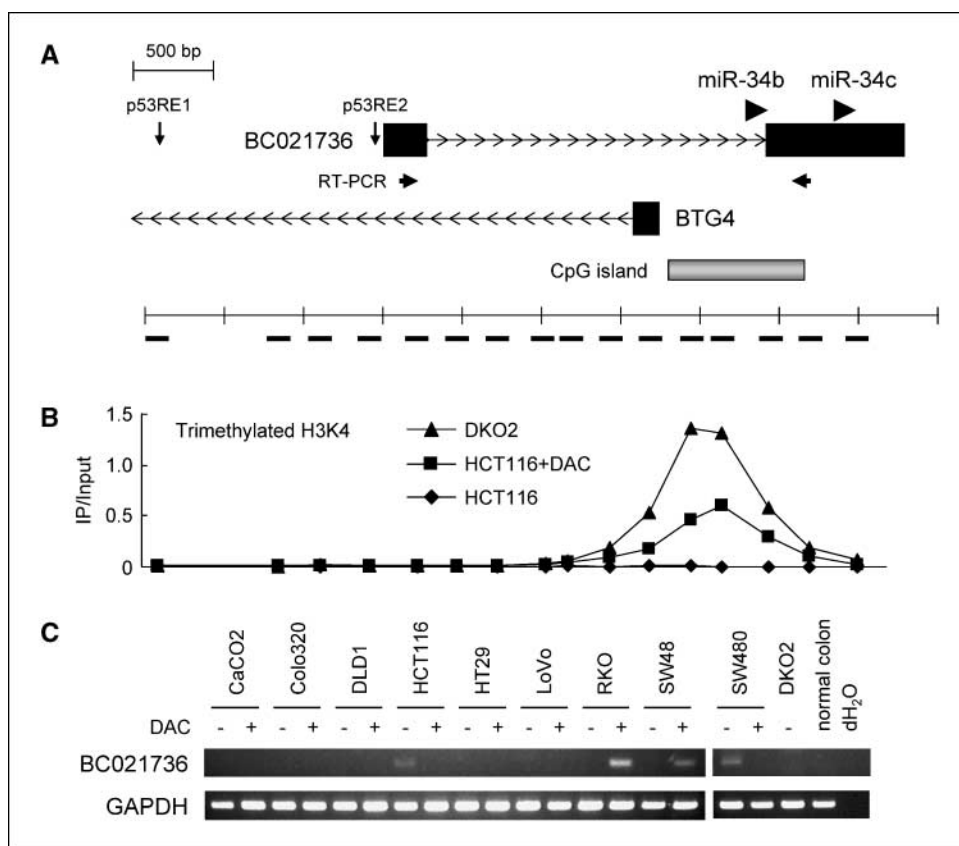 A
500 bp
p53RE1
p53RE2
miR-34b
miR-34c
BC021736
RT-PCR
BTG4
CpG island
B
Trimethylated H3K4
DKO2
HCT116+DAC
HCT116
IP/Input
1.5
1.0
0.5
0
C
CaCO2
Colo320
DLD1
HCT116
HT29
LoVo
RKO
SW48
SW480
DKO2
normal colon
dH₂O
DAC - + - + - + - + - + - + - + - + - + -
BC021736
GAPDH